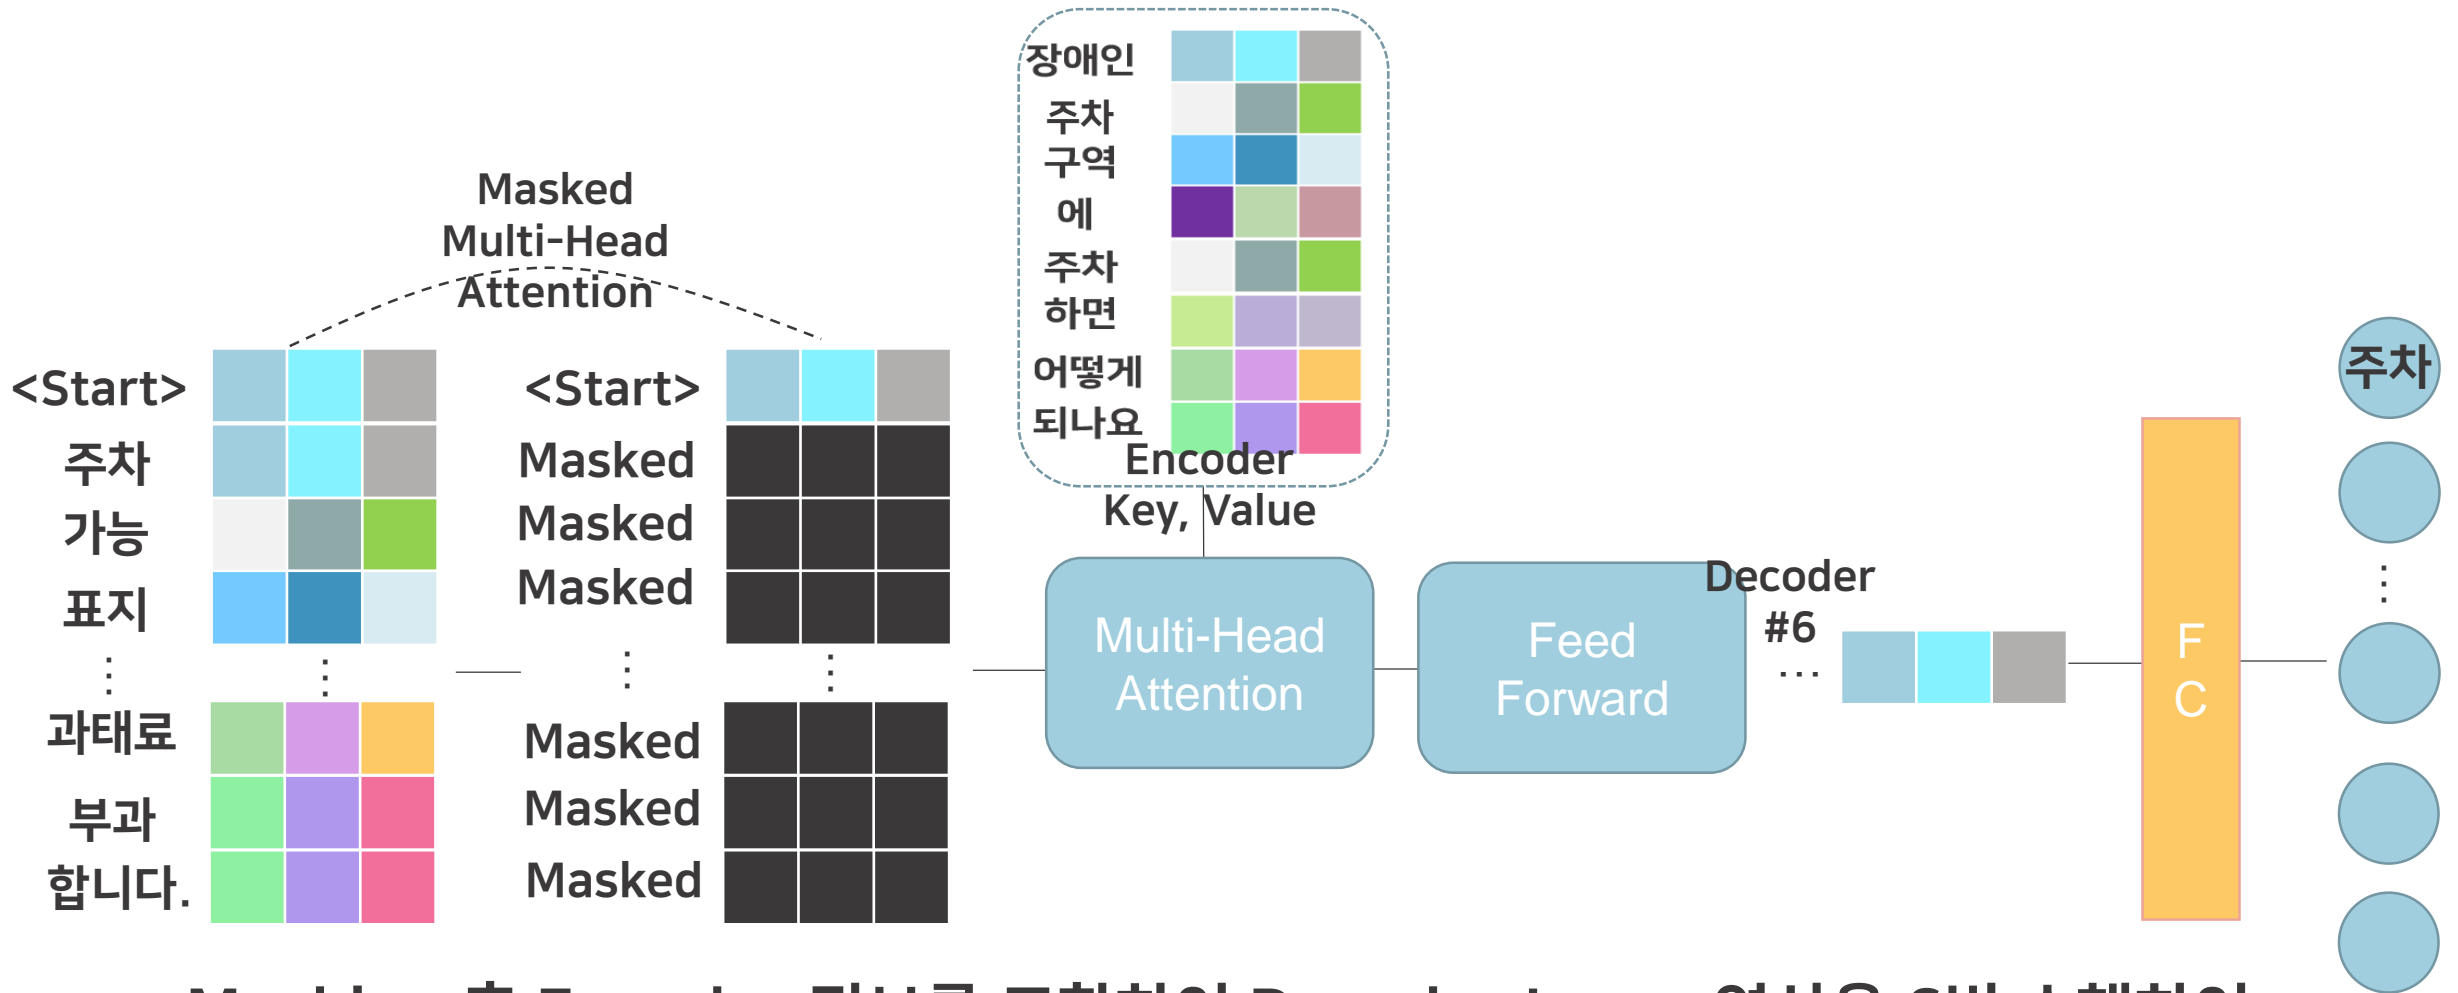 Masked
Multi-Head
Attention
<Start>
주차
가능
표지
⋮
과태료
부과
합니다.
⋮
<Start>
Masked
Masked
Masked
⋮
Masked
Masked
Masked
⋮
장애인
주차
구역
에
주차
하면
어떻게
되나요
Encoder
Key, Value
Multi-Head
Attention
Feed
Forward
Decoder
#6
...
F
C
주차
⋮